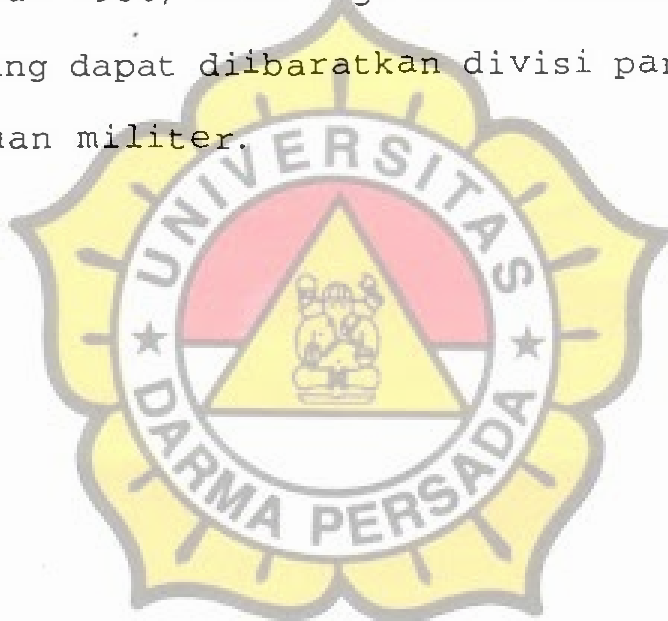 ng dapat diibaratkan divisi par
an militer.
UNIVERSITAS
DARMA PERSADA